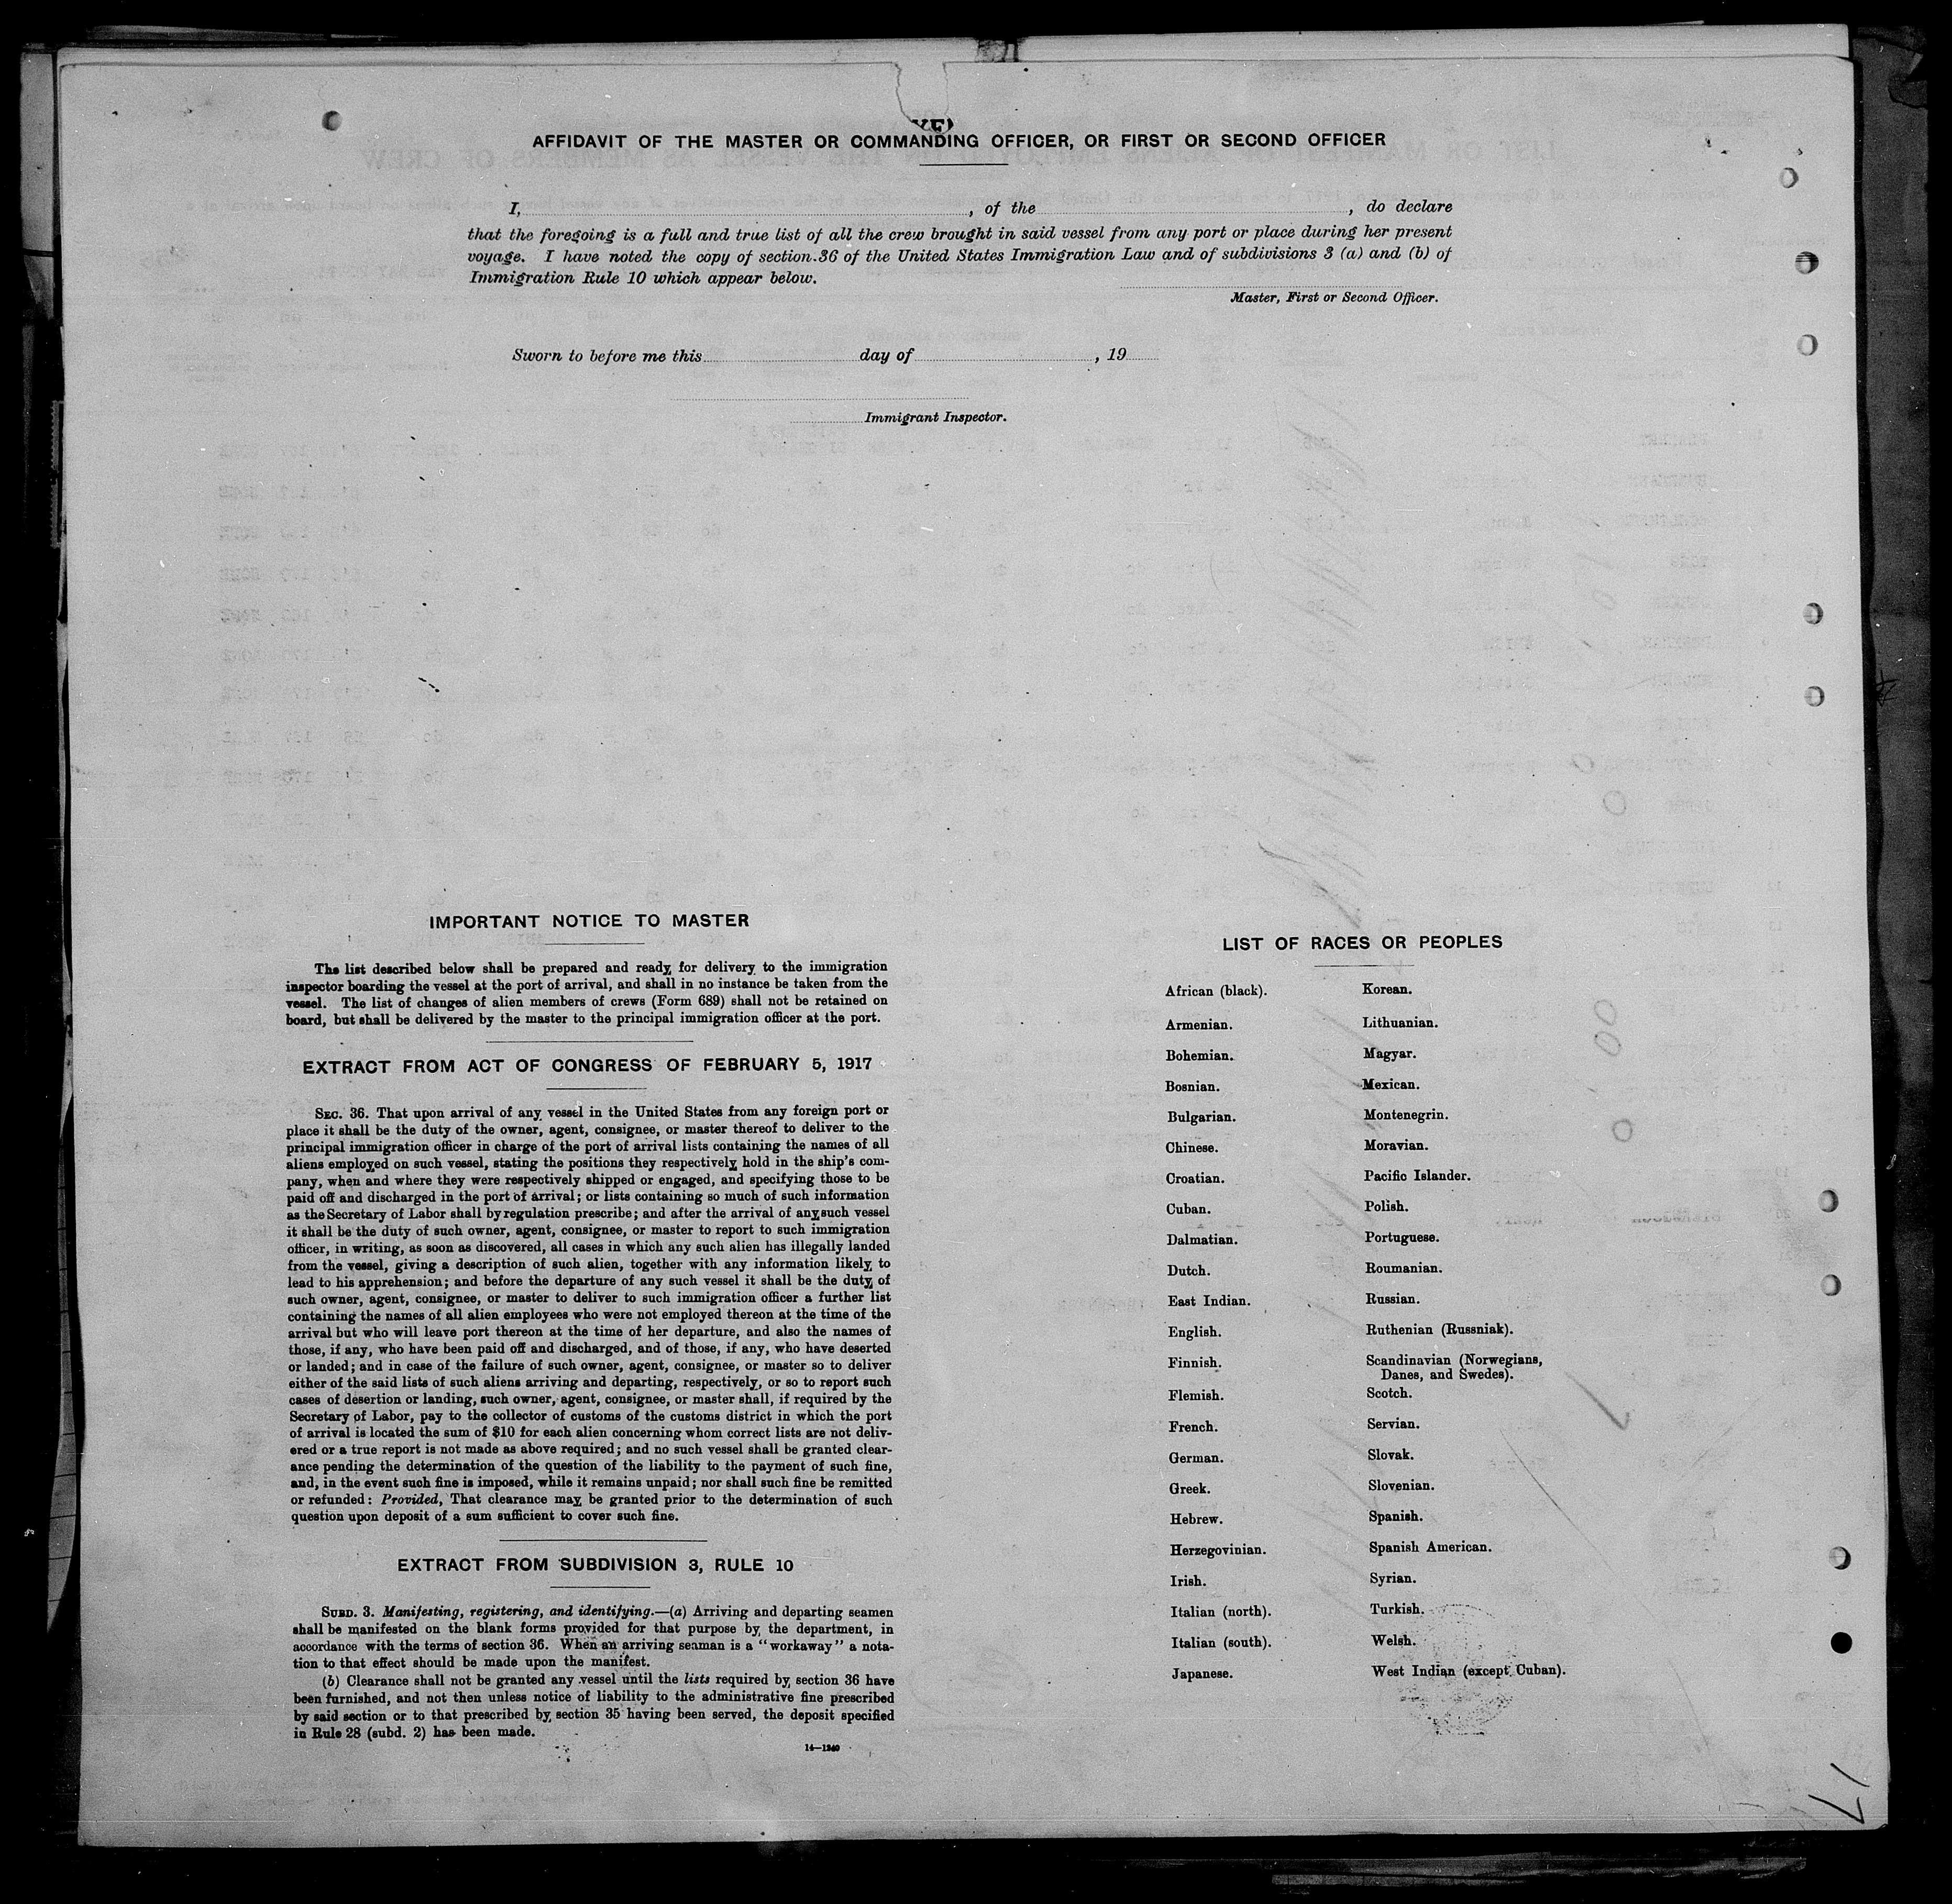 AFFIDAVIT OF THE MASTER OR COMMANDING OFFICER, OR FIRST OR SECOND OFFICER
I, , of the , do declare
that the foregoing is a full and true list of all the crew brought in said vessel from any port or place during her present
voyage. I have noted the copy of section 36 of the United States Immigration Law and of subdivisions 3 (a) and (b) of
Immigration Rule 10 which appear below.
Master, First or Second Officer.
Sworn to before me this day of , 19
Immigrant Inspector.
IMPORTANT NOTICE TO MASTER
The list described below shall be prepared and ready for delivery to the immigration
inspector boarding the vessel at the port of arrival, and shall in no instance be taken from the
vessel. The list of changes of alien members of crews (Form 689) shall not be retained on
board, but shall be delivered by the master to the principal immigration officer at the port.
EXTRACT FROM ACT OF CONGRESS OF FEBRUARY 5, 1917
SEC. 36. That upon arrival of any vessel in the United States from any foreign port or
place it shall be the duty of the owner, agent, consignee, or master thereof to deliver to the
principal immigration officer in charge of the port of arrival lists containing the names of all
aliens employed on such vessel, stating the positions they respectively hold in the ship's com-
pany, when and where they were respectively shipped or engaged, and specifying those to be
paid off and discharged in the port of arrival; or lists containing so much of such information
as the Secretary of Labor shall by regulation prescribe; and after the arrival of any such vessel
it shall be the duty of such owner, agent, consignee, or master to report to such immigration
officer, in writing, as soon as discovered, all cases in which any such alien has illegally landed
from the vessel, giving a description of such alien, together with any information likely to
lead to his apprehension; and before the departure of any such vessel it shall be the duty of
such owner, agent, consignee, or master to deliver to such immigration officer a further list
containing the names of all alien employees who were not employed thereon at the time of the
arrival but who will leave port thereon at the time of her departure, and also the names of
those, if any, who have been paid off and discharged, and of those, if any, who have deserted
or landed; and in case of the failure of such owner, agent, consignee, or master so to deliver
either of the said lists of such aliens arriving and departing, respectively, or so to report such
cases of desertion or landing, such owner, agent, consignee, or master shall, if required by the
Secretary of Labor, pay to the collector of customs of the customs district in which the port
of arrival is located the sum of $10 for each alien concerning whom correct lists are not deliv-
ered or a true report is not made as above required; and no such vessel shall be granted clear-
ance pending the determination of the question of the liability to the payment of such fine,
and, in the event such fine is imposed, while it remains unpaid; nor shall such fine be remitted
or refunded: Provided, That clearance may be granted prior to the determination of such
question upon deposit of a sum sufficient to cover such fine.
EXTRACT FROM SUBDIVISION 3, RULE 10
SUBD. 3. Manifesting, registering, and identifying.—(a) Arriving and departing seamen
shall be manifested on the blank forms provided for that purpose by the department, in
accordance with the terms of section 36. When an arriving seaman is a "workaway" a nota-
tion to that effect should be made upon the manifest.
(b) Clearance shall not be granted any vessel until the lists required by section 36 have
been furnished, and not then unless notice of liability to the administrative fine prescribed
by said section or to that prescribed by section 35 having been served, the deposit specified
in Rule 28 (subd. 2) has been made.
14—1240
LIST OF RACES OR PEOPLES
African (black).
Armenian.
Bohemian.
Bosnian.
Bulgarian.
Chinese.
Croatian.
Cuban.
Dalmatian.
Dutch.
East Indian.
English.
Finnish.
Flemish.
French.
German.
Greek.
Hebrew.
Herzegovinian.
Irish.
Italian (north).
Italian (south).
Japanese.
Korean.
Lithuanian.
Magyar.
Mexican.
Montenegrin.
Moravian.
Pacific Islander.
Polish.
Portuguese.
Roumanian.
Russian.
Ruthenian (Russniak).
Scandinavian (Norwegians,
Danes, and Swedes).
Scotch.
Servian.
Slovak.
Slovenian.
Spanish.
Spanish American.
Syrian.
Turkish.
Welsh.
West Indian (except Cuban).
17